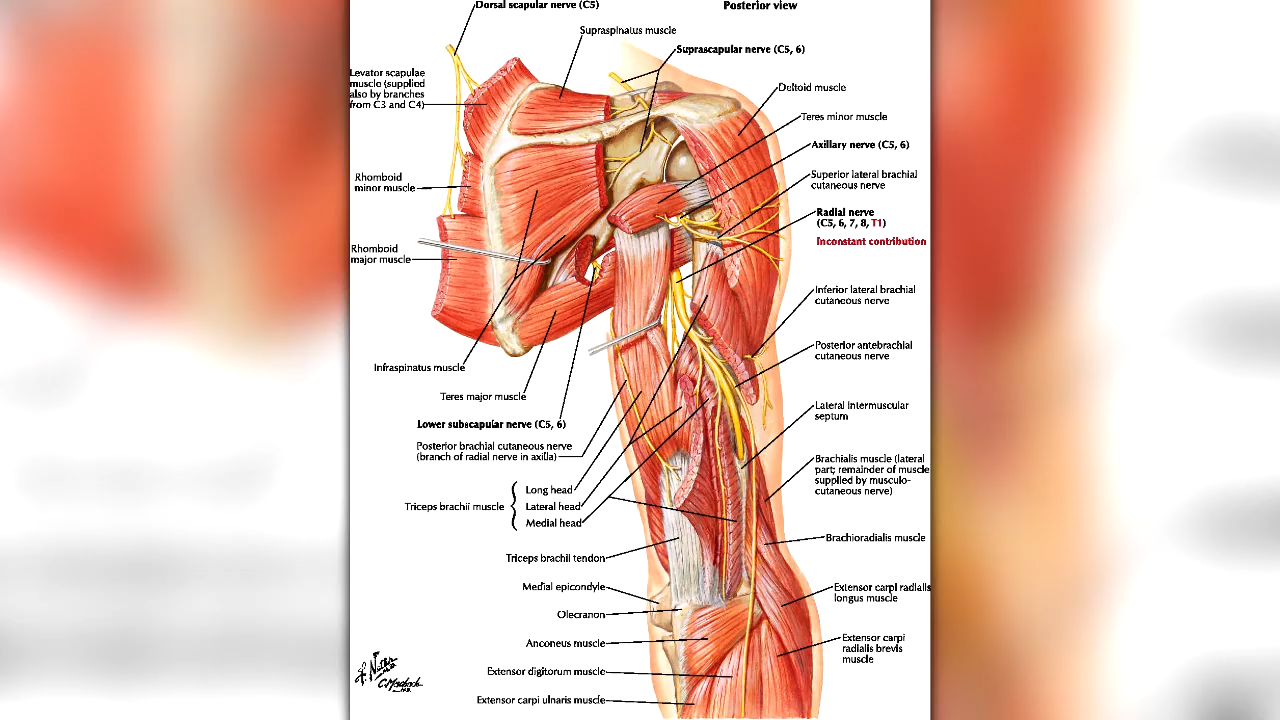 Dorsal scapular nerve (C5)
Posterior view
Supraspinatus muscle
Suprascapular nerve (C5, 6)
Levator scapulae
muscle (supplied
also by branches
from C3 and C4)
Deltoid muscle
Teres minor muscle
Axillary nerve (C5, 6)
Superior lateral brachial
cutaneous nerve
Rhomboid
minor muscle
Radial nerve
(C5, 6, 7, 8, T1)
Inconstant contribution
Rhomboid
major muscle
Inferior lateral brachial
cutaneous nerve
Posterior antebrachial
cutaneous nerve
Infraspinatus muscle
Teres major muscle
Lower subscapular nerve (C5, 6)
Lateral intermuscular
septum
Posterior brachial cutaneous nerve
(branch of radial nerve in axilla)
Brachialis muscle (lateral
part; remainder of muscle
supplied by musculo-
cutaneous nerve)
Triceps brachii muscle
Long head
Lateral head
Medial head
Brachioradialis muscle
Triceps brachii tendon
Medial epicondyle
Olecranon
Extensor carpi radialis
longus muscle
Anconeus muscle
Extensor carpi
radialis brevis
muscle
Extensor digitorum muscle
Extensor carpi ulnaris muscle